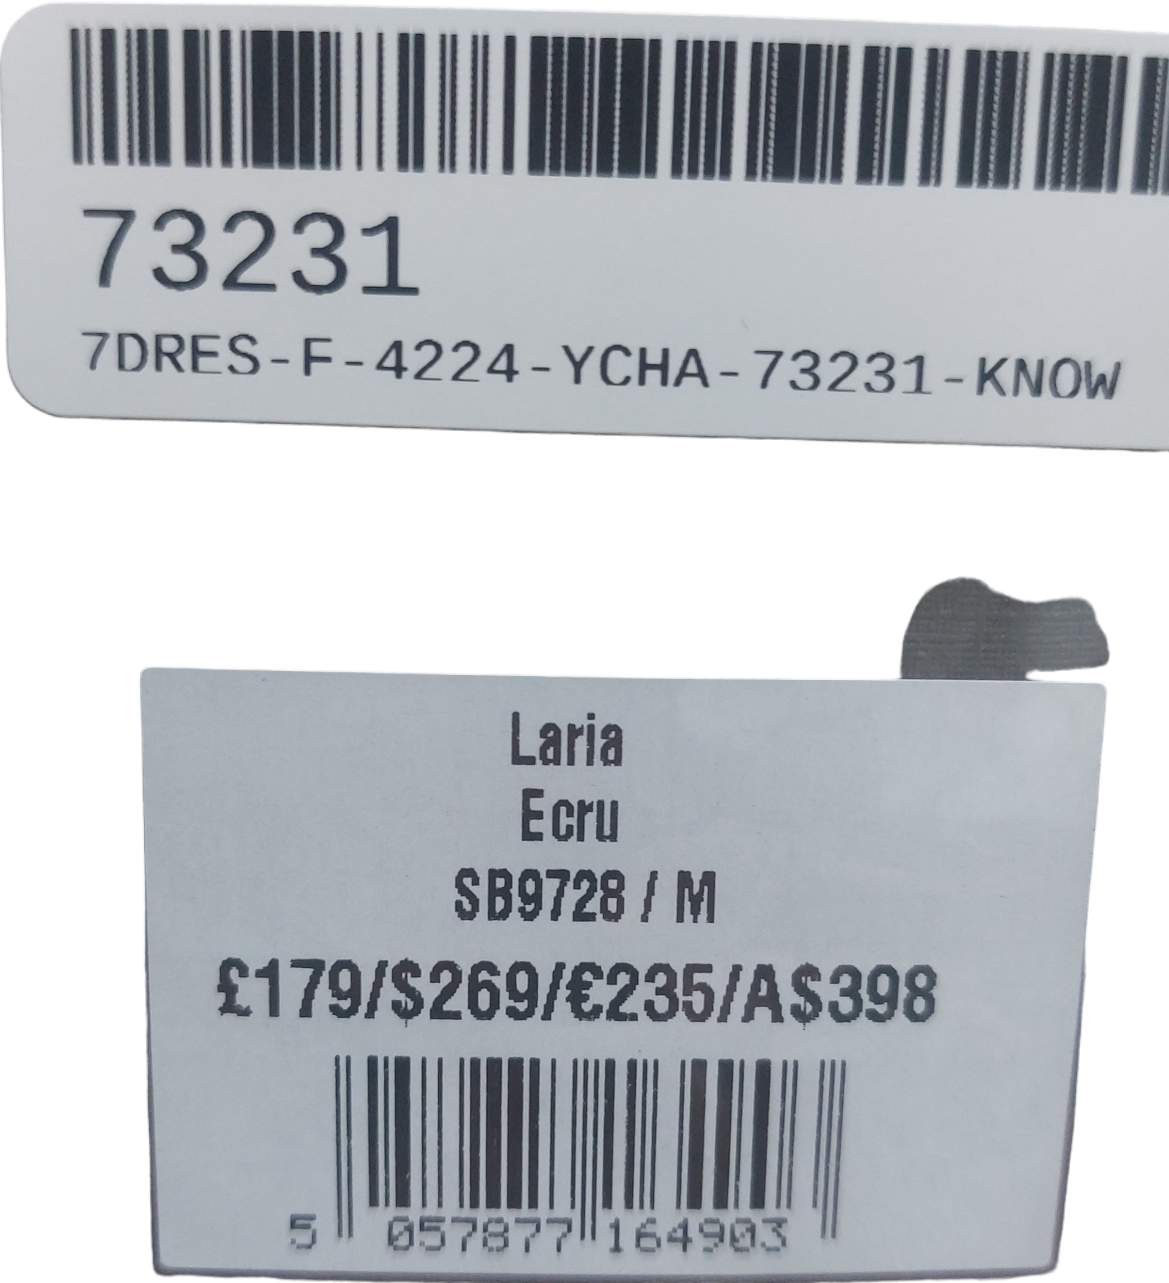 73231
7DRES-F-4224-YCHA-73231-KNOW
Laria
Ecru
SB9728 / M
£179/$269/€235/A$398
5 057877 164903